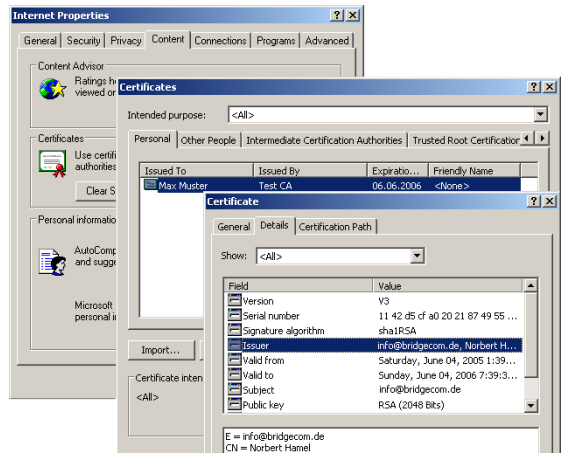 Internet Properties
General Security Privacy Content Connections Programs Advanced
Content Advisor
Ratings
viewed or
Certificates
Intended purpose: <All>
Personal Other People Intermediate Certification Authorities Trusted Root Certification
Certificates
Use certifi
authorities
Clear S
Issued To Issued By Expiratio... Friendly Name
Max Muster Test CA 06.06.2006 <None>
Certificate
General Details Certification Path
Show: <All>
Field Value
Version V3
Serial number 11 42 d5 cf a0 20 21 87 49 55 ...
Signature algorithm sha1RSA
Issuer info@bridgecom.de, Norbert H...
Valid from Saturday, June 04, 2005 1:39...
Valid to Sunday, June 04, 2006 7:39:3...
Subject info@bridgecom.de
Public key RSA (2048 Bits)
E = info@bridgecom.de
CN = Norbert Hamel
Personal informatio
AutoComp
and sugge
Microsoft
personal i
Import...
Certificate inten
<All>